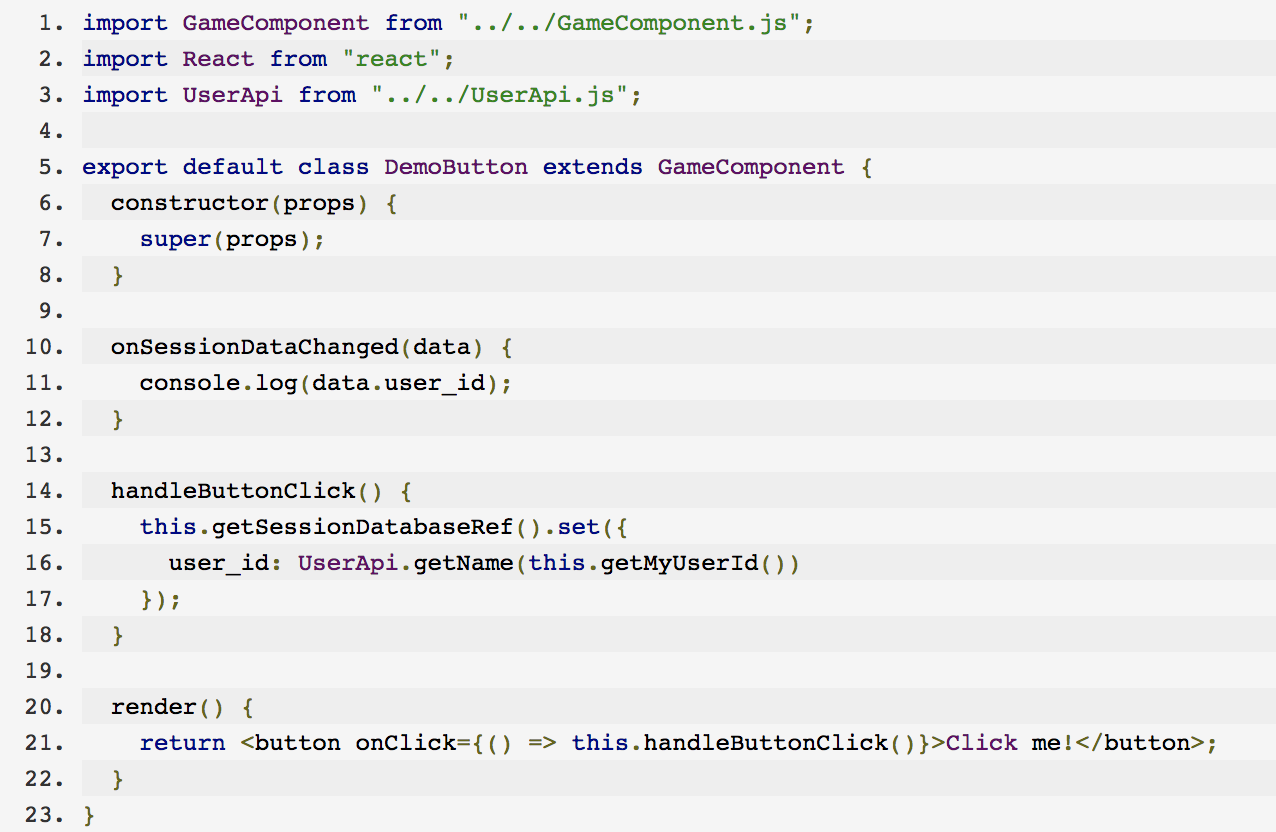 1. import GameComponent from "../../GameComponent.js";
2. import React from "react";
3. import UserApi from "../../UserApi.js";
4.
5. export default class DemoButton extends GameComponent {
6.   constructor(props) {
7.     super(props);
8.   }
9.
10.   onSessionDataChanged(data) {
11.     console.log(data.user_id);
12.   }
13.
14.   handleButtonClick() {
15.     this.getSessionDatabaseRef().set({
16.       user_id: UserApi.getName(this.getMyUserId())
17.     });
18.   }
19.
20.   render() {
21.     return <button onClick={() => this.handleButtonClick()}>Click me!</button>;
22.   }
23. }